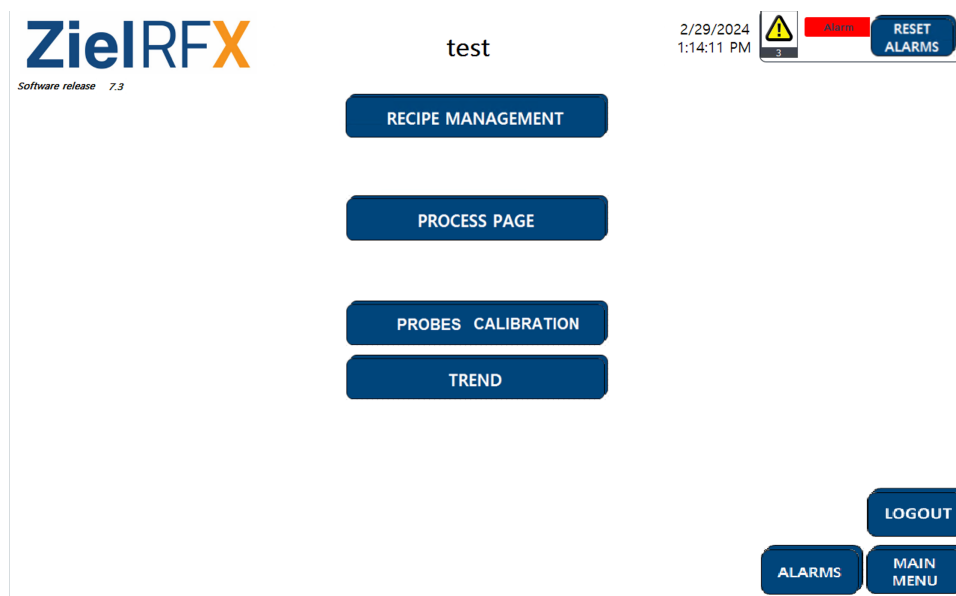 ZielRFX
test
2/29/2024
1:14:11 PM
3
Alarm
RESET
ALARMS
Software release 7.3
RECIPE MANAGEMENT
PROCESS PAGE
PROBES CALIBRATION
TREND
LOGOUT
ALARMS
MAIN
MENU